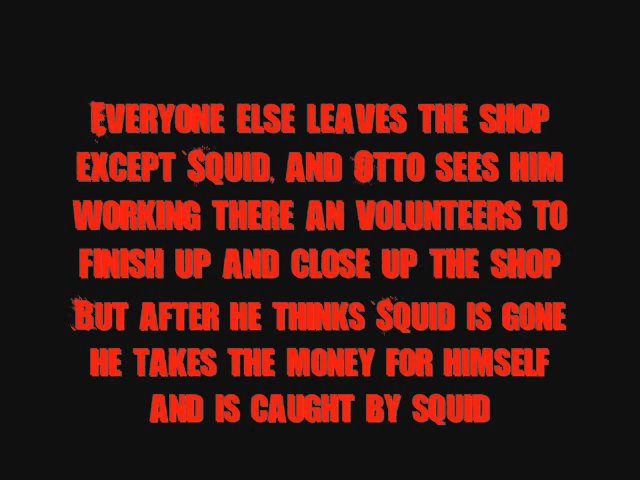 EVERYONE ELSE LEAVES THE SHOP
EXCEPT SQUID, AND OTTO SEES HIM
WORKING THERE AN VOLUNTEERS TO
FINISH UP AND CLOSE UP THE SHOP
BUT AFTER HE THINKS SQUID IS GONE
HE TAKES THE MONEY FOR HIMSELF
AND IS CAUGHT BY SQUID